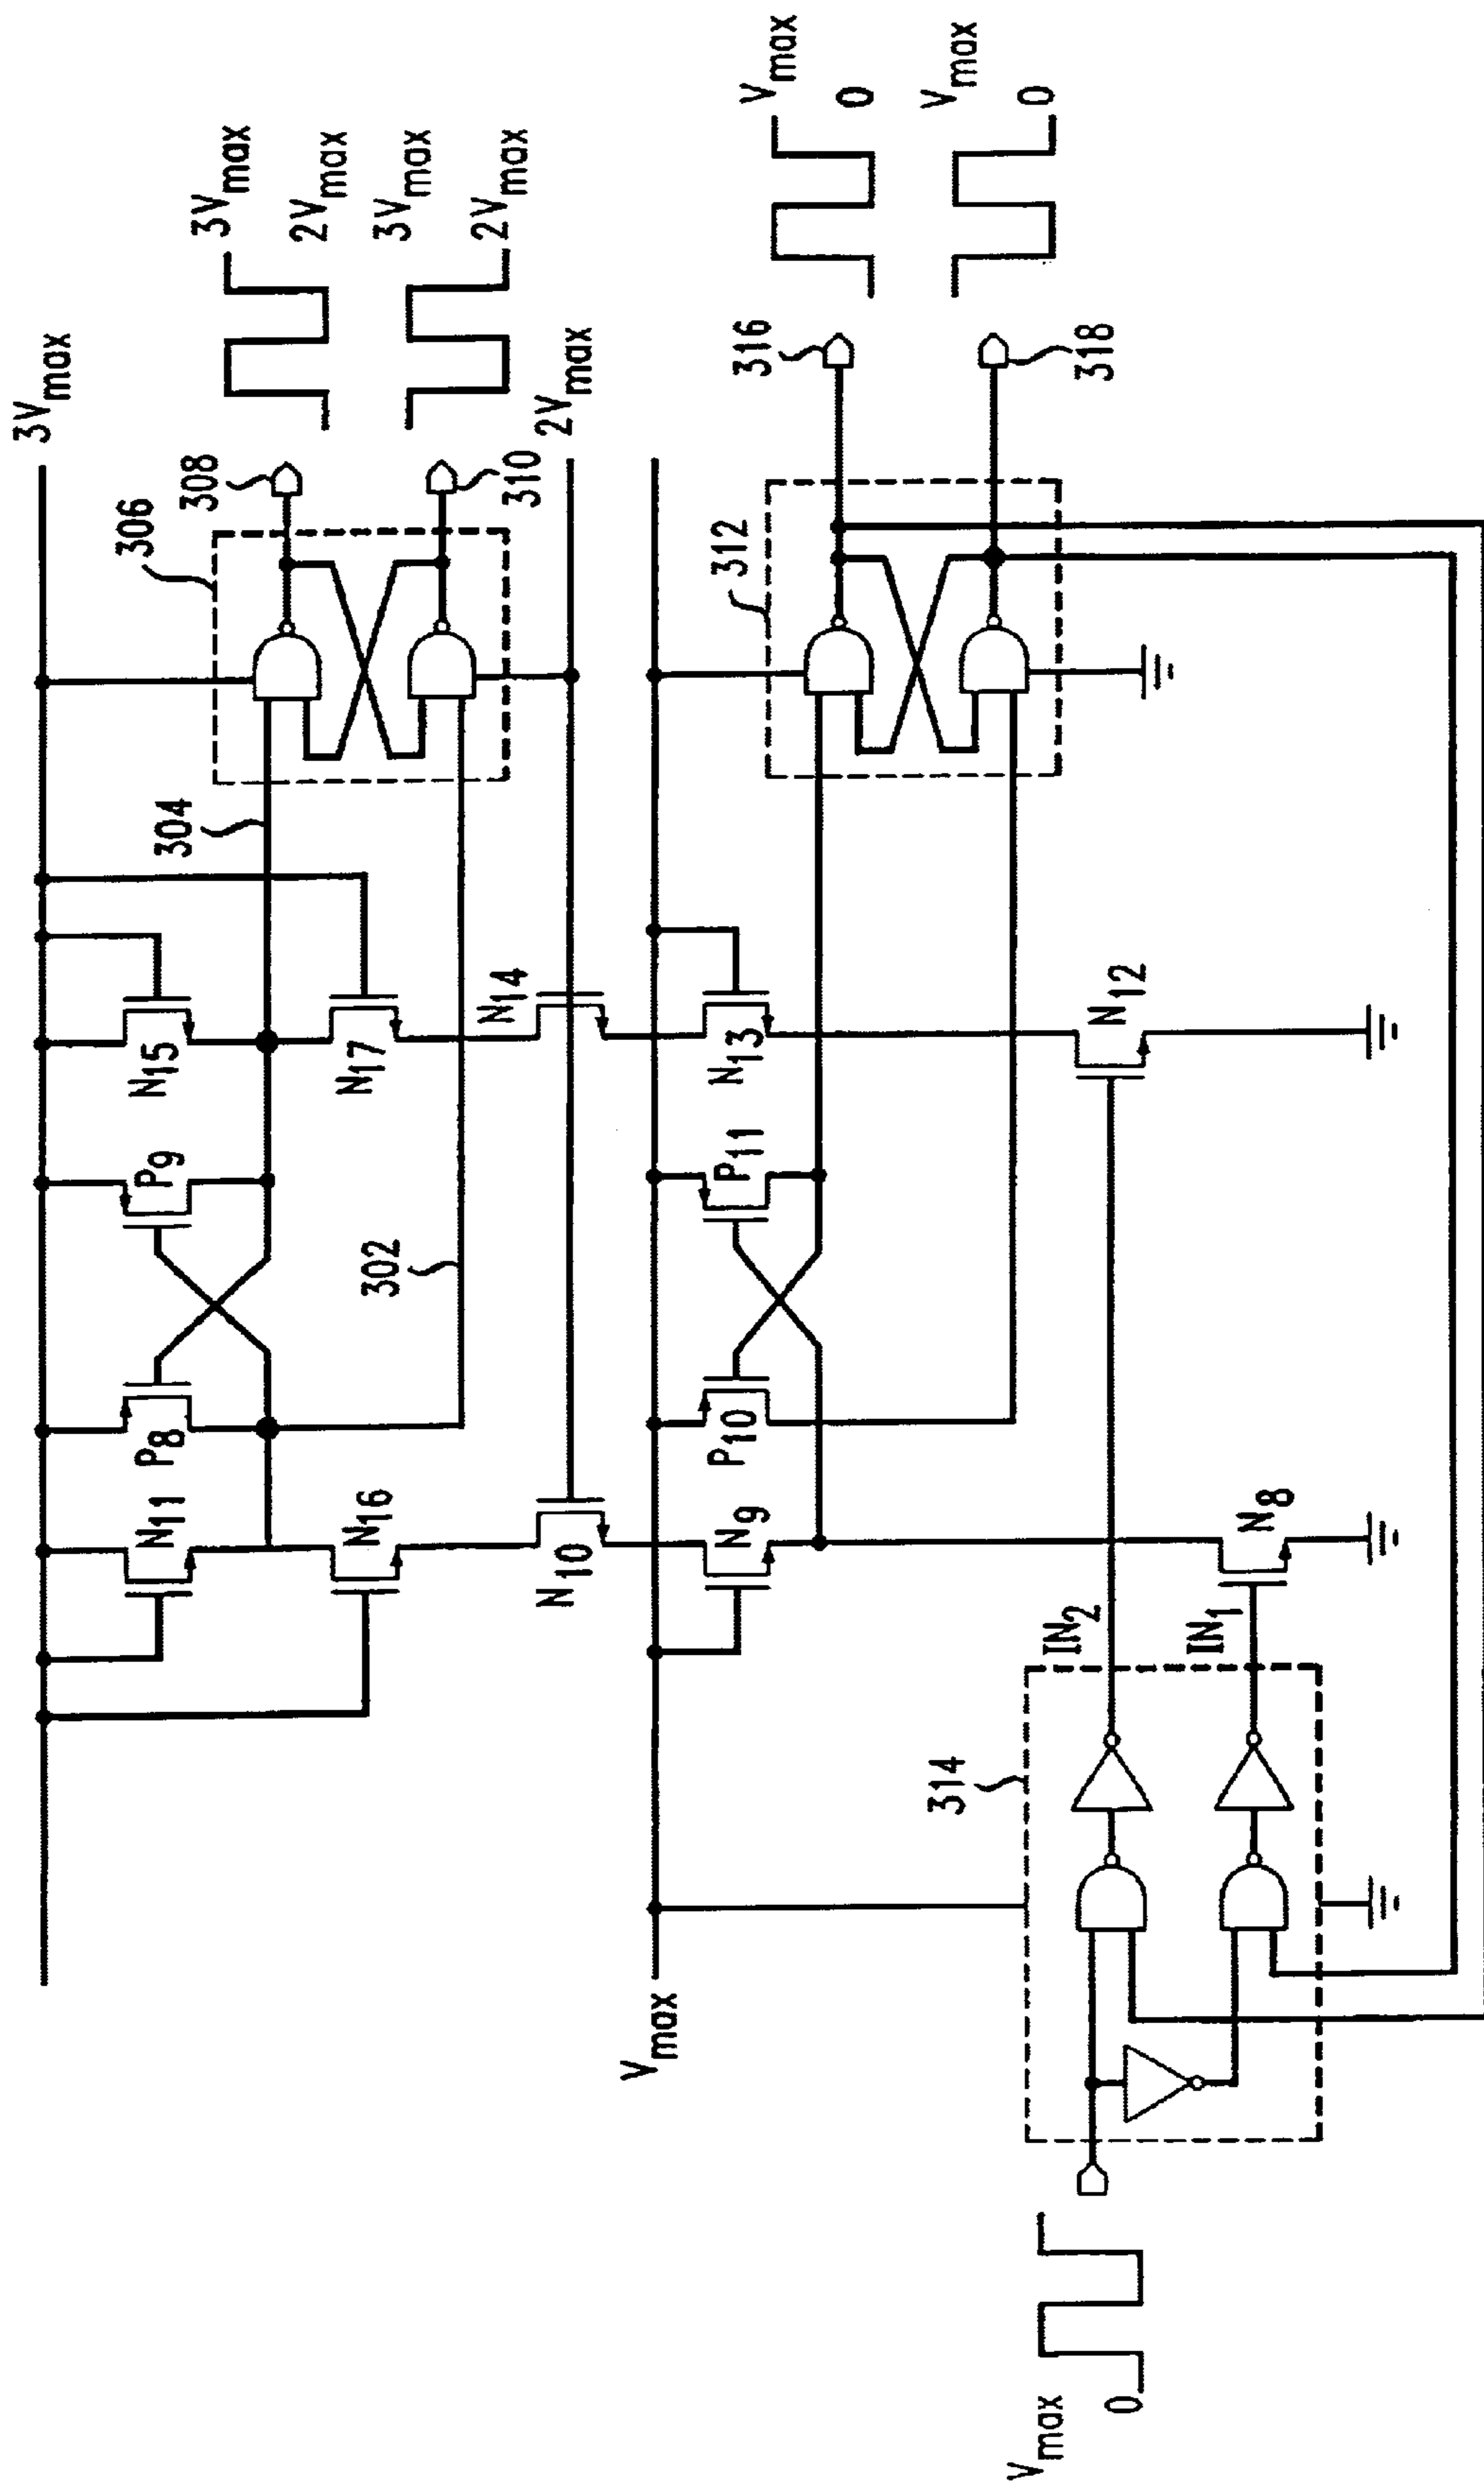 3Vmax
3Vmax
2Vmax
3Vmax
2Vmax
306
308
310
304
302
N11
P8
P9
N15
N16
N17
2Vmax
N10
N14
Vmax
N9
P10
P11
N13
312
316
318
Vmax
0
Vmax
0
314
IN2
IN1
N8
N12
Vmax
0